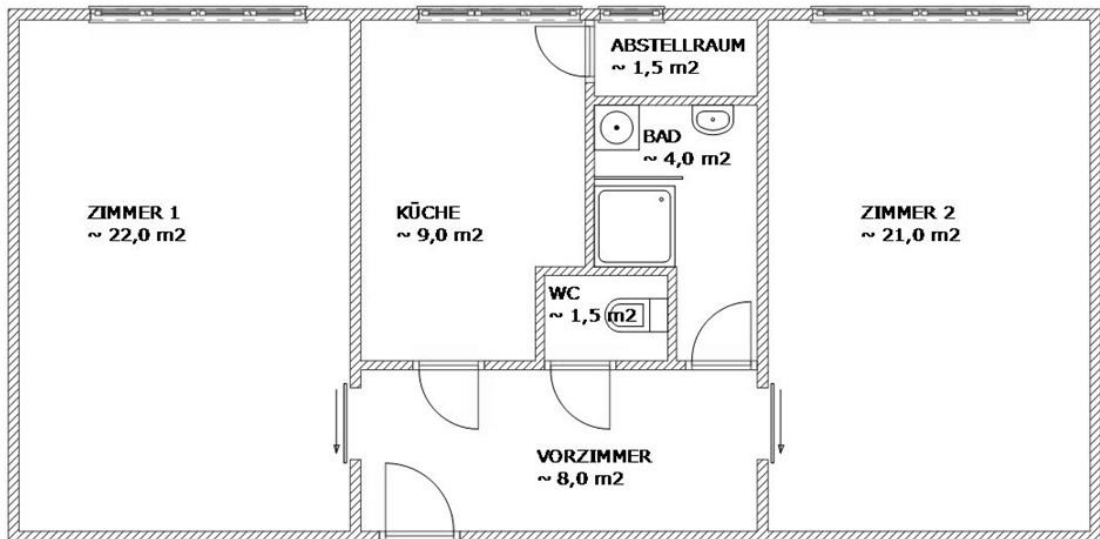 ABSTELLRAUM
~ 1,5 m2
BAD
~ 4,0 m2
ZIMMER 1
~ 22,0 m2
KÜCHE
~ 9,0 m2
ZIMMER 2
~ 21,0 m2
WC
~ 1,5 m2
VORZIMMER
~ 8,0 m2